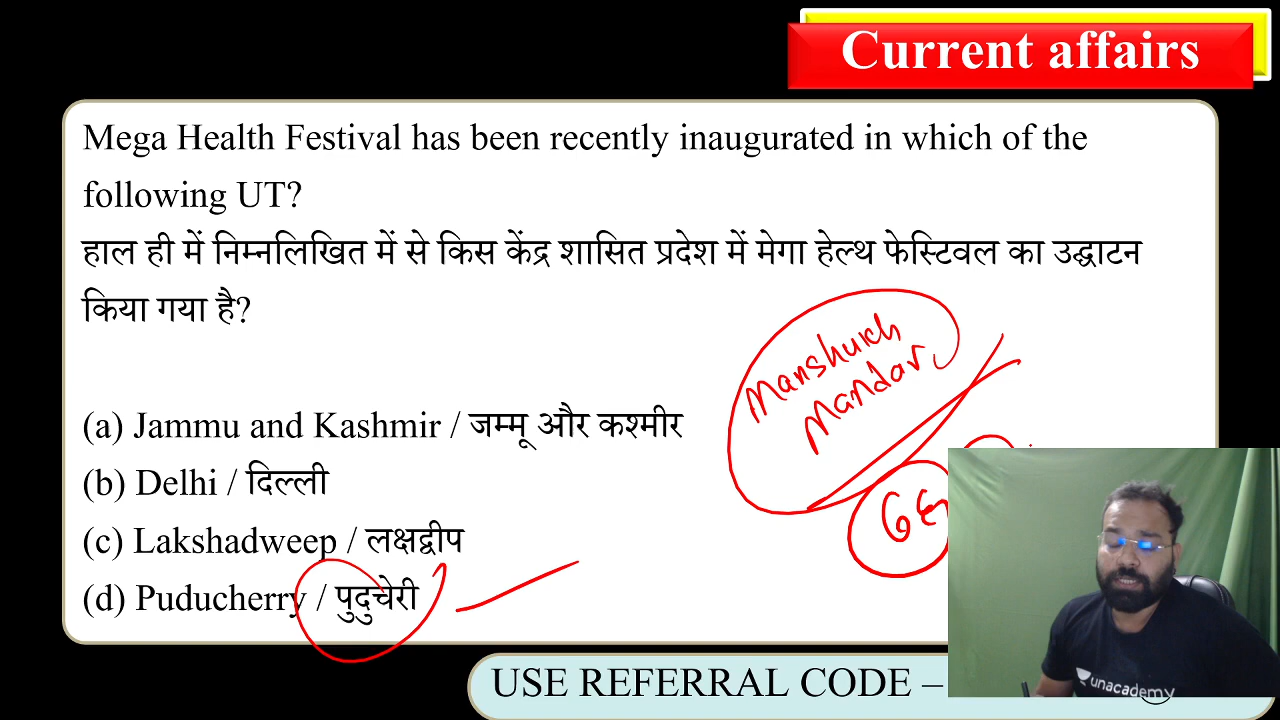 Current affairs
Mega Health Festival has been recently inaugurated in which of the
following UT?
हाल ही में निम्नलिखित में से किस केंद्र शासित प्रदेश में मेगा हेल्थ फेस्टिवल का उद्घाटन
किया गया है?
Manshukh
Mandav
(a) Jammu and Kashmir / जम्मू और कश्मीर
(b) Delhi / दिल्ली
(c) Lakshadweep / लक्षद्वीप
(d) Puducherry / पुदुचेरी
USE REFERRAL CODE –
unacademy